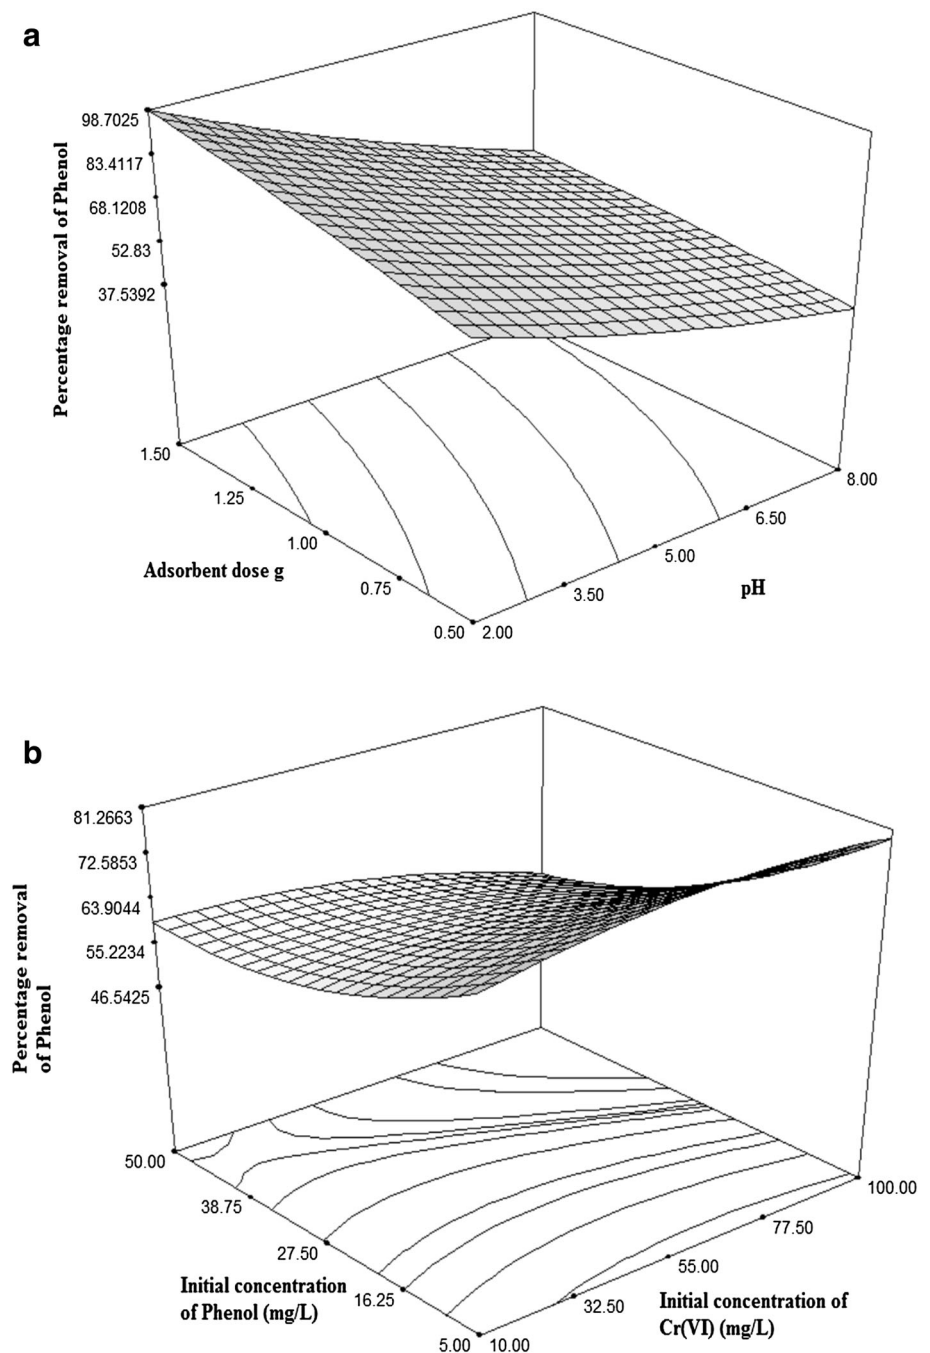 a
98.7025
83.4117
68.1208
52.83
37.5392
Percentage removal of Phenol
1.50
1.25
1.00
0.75
0.50
Adsorbent dose g
2.00
3.50
5.00
6.50
8.00
pH
b
81.2663
72.5853
63.9044
55.2234
46.5425
Percentage removal
of Phenol
50.00
38.75
27.50
16.25
5.00
Initial concentration
of Phenol (mg/L)
10.00
32.50
55.00
77.50
100.00
Initial concentration of
Cr(VI) (mg/L)